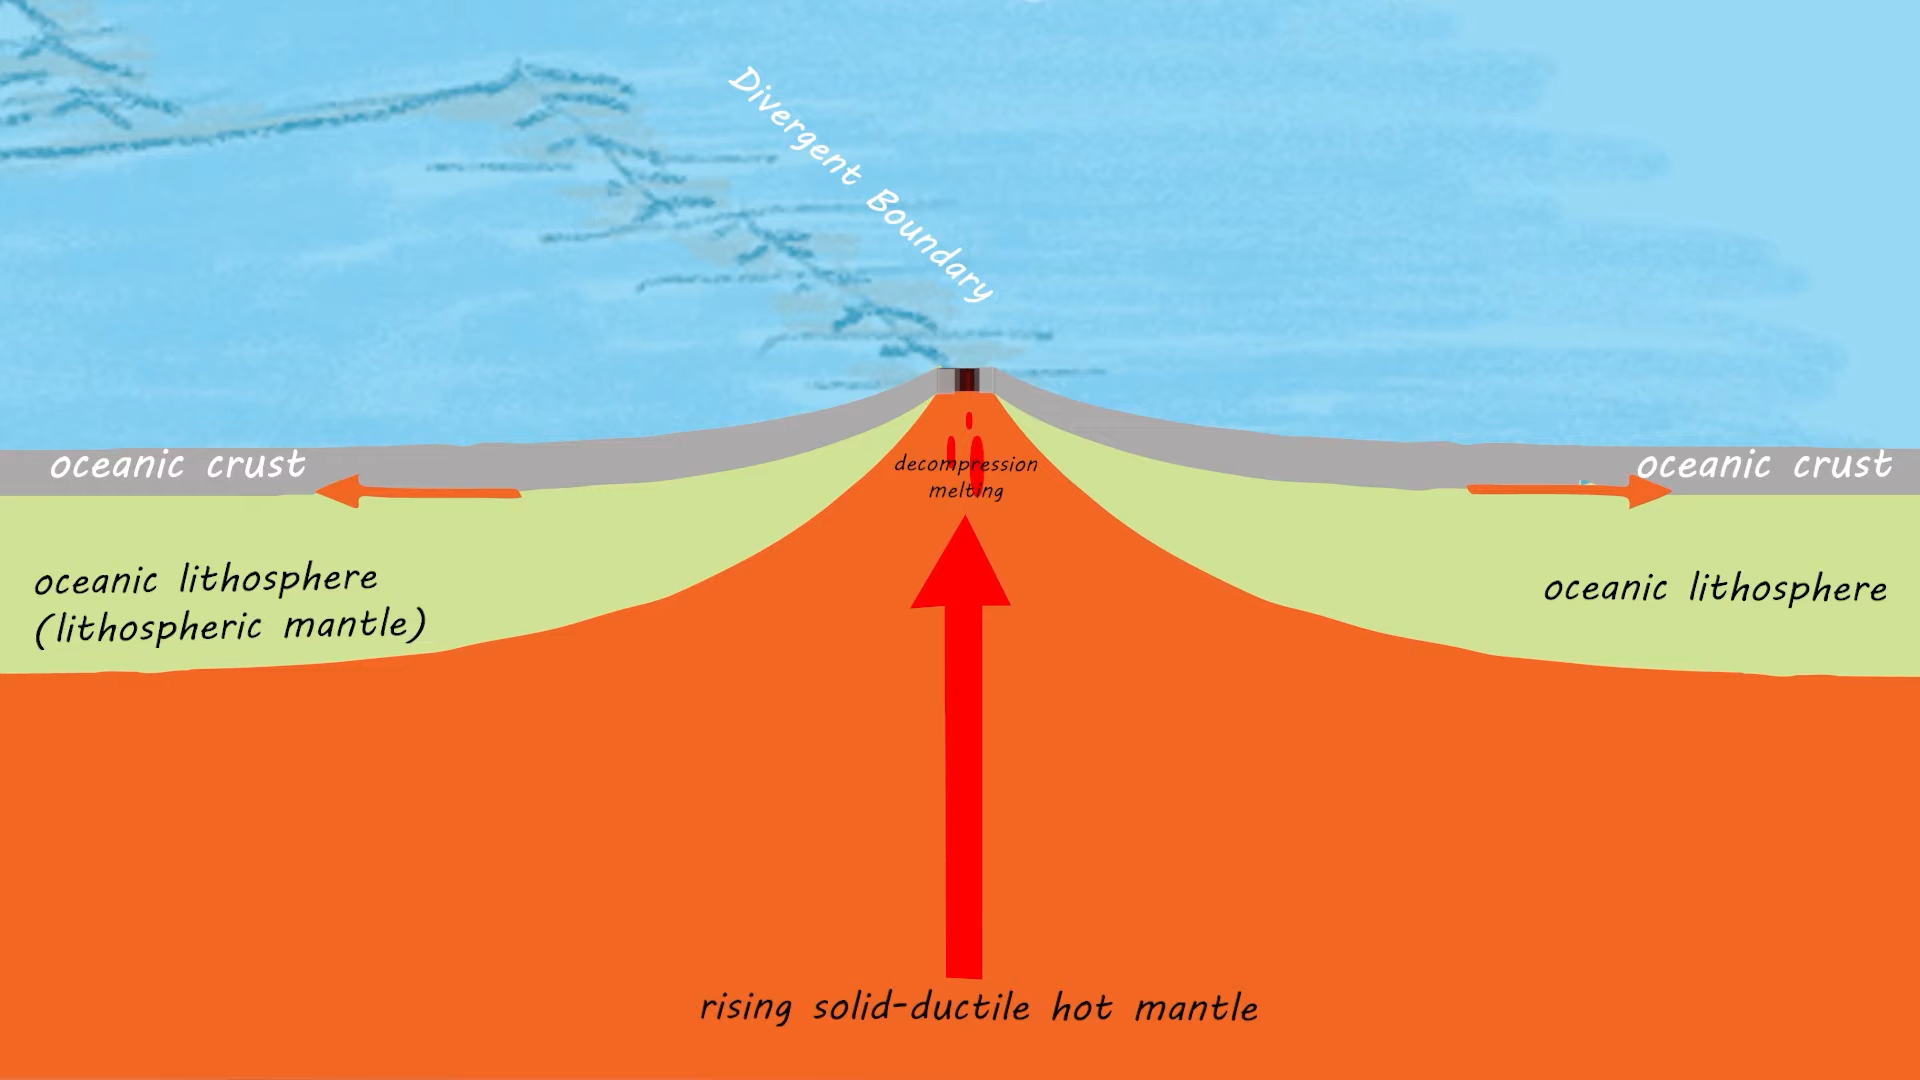 Divergent Boundary
oceanic crust
oceanic crust
decompression
melting
oceanic lithosphere
(lithospheric mantle)
oceanic lithosphere
rising solid-ductile hot mantle